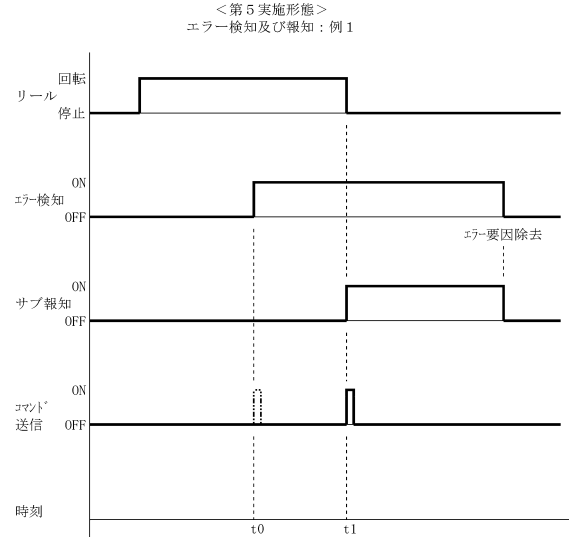 ＜第５実施形態＞
エラー検知及び報知：例１
回転
リール
停止
ON
エラー検知
OFF
エラー要因除去
ON
サブ報知
OFF
ON
コマンド
送信 OFF
時刻
t0 t1